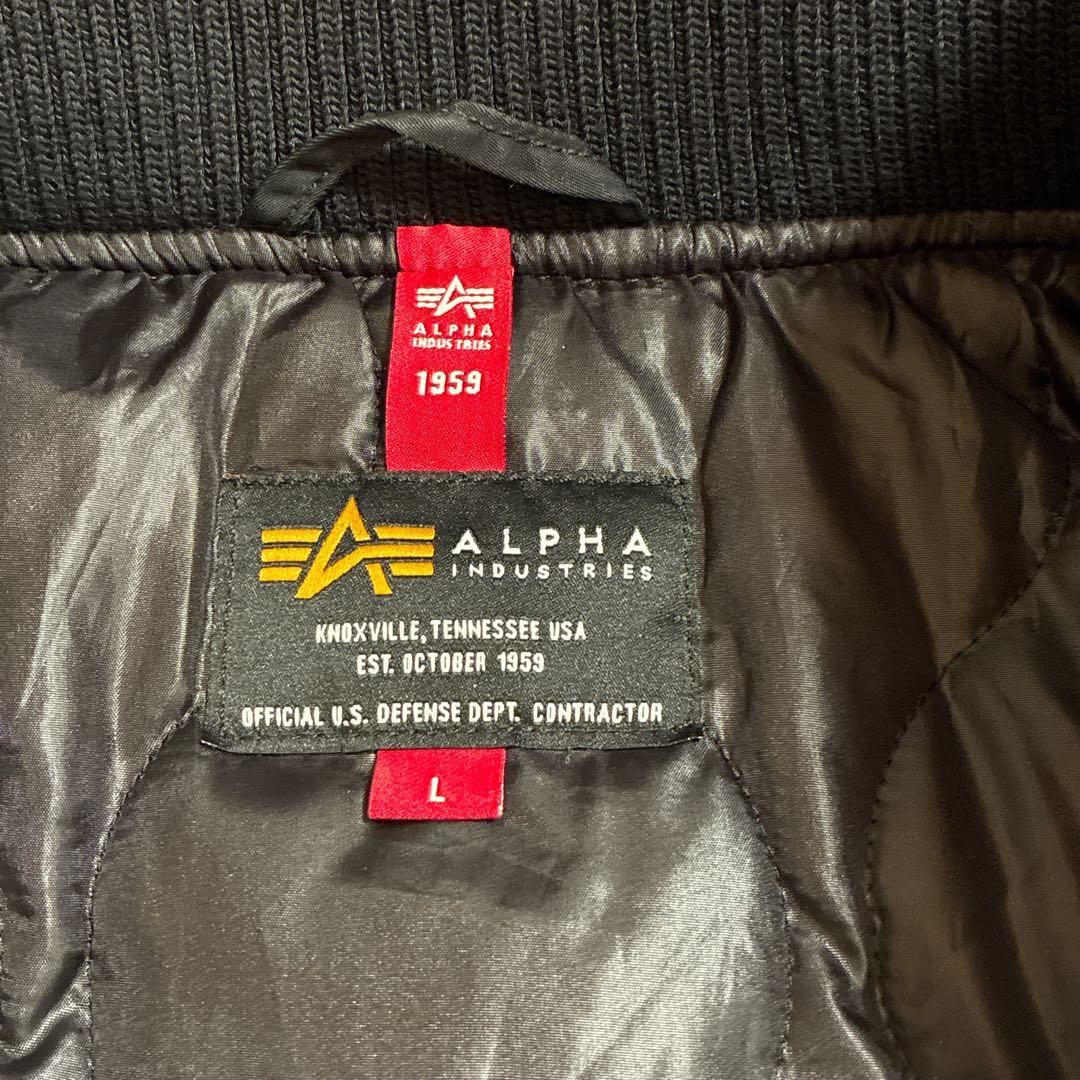 ALPHA
INDUSTRIES
1959
ALPHA
INDUSTRIES
KNOXVILLE, TENNESSEE USA
EST. OCTOBER 1959
OFFICIAL U.S. DEFENSE DEPT. CONTRACTOR
L